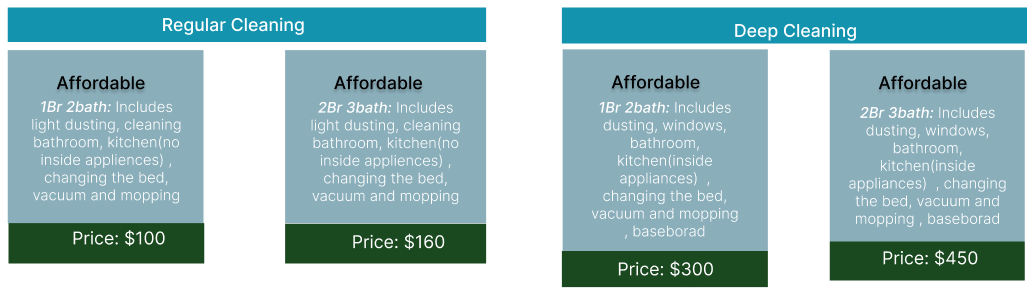 Regular Cleaning
Affordable
1Br 2bath: Includes
light dusting, cleaning
bathroom, kitchen(no
inside appliences) ,
changing the bed,
vacuum and mopping
Price: $100
Affordable
2Br 3bath: Includes
light dusting, cleaning
bathroom, kitchen(no
inside appliences) ,
changing the bed,
vacuum and mopping
Price: $160
Deep Cleaning
Affordable
1Br 2bath: Includes
dusting, windows,
bathroom,
kitchen(inside
appliances)  ,
changing the bed,
vacuum and mopping
, baseborad
Price: $300
Affordable
2Br 3bath: Includes
dusting, windows,
bathroom,
kitchen(inside
appliances)  , changing
the bed, vacuum and
mopping , baseborad
Price: $450